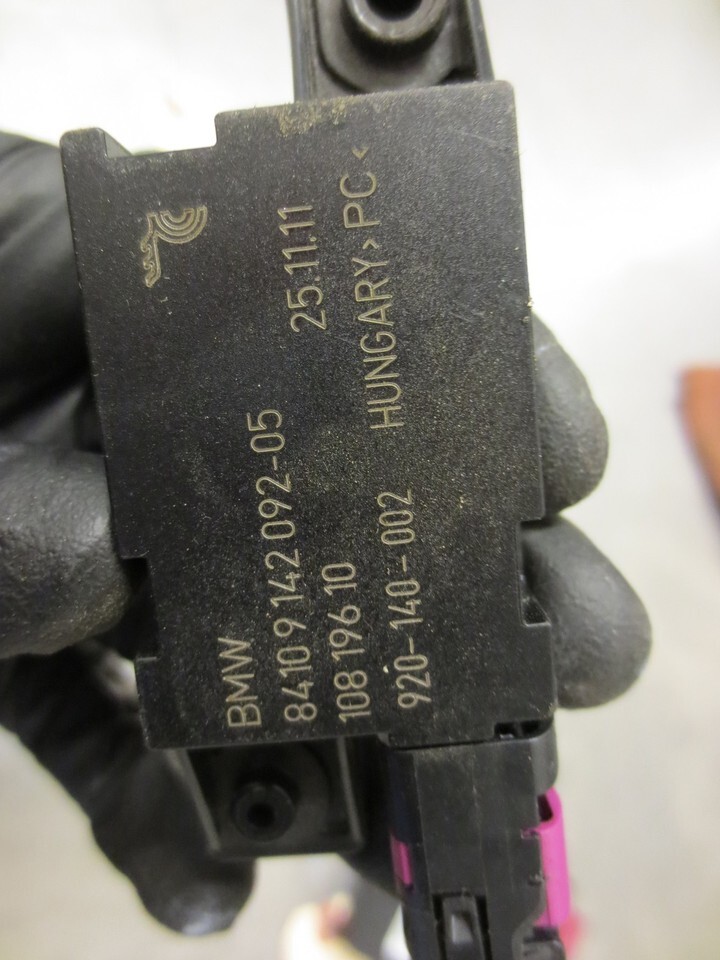 BMW
8410 9 142 092-05 25.11.11
108 196 10 HUNGARY >PC<
920-140-002